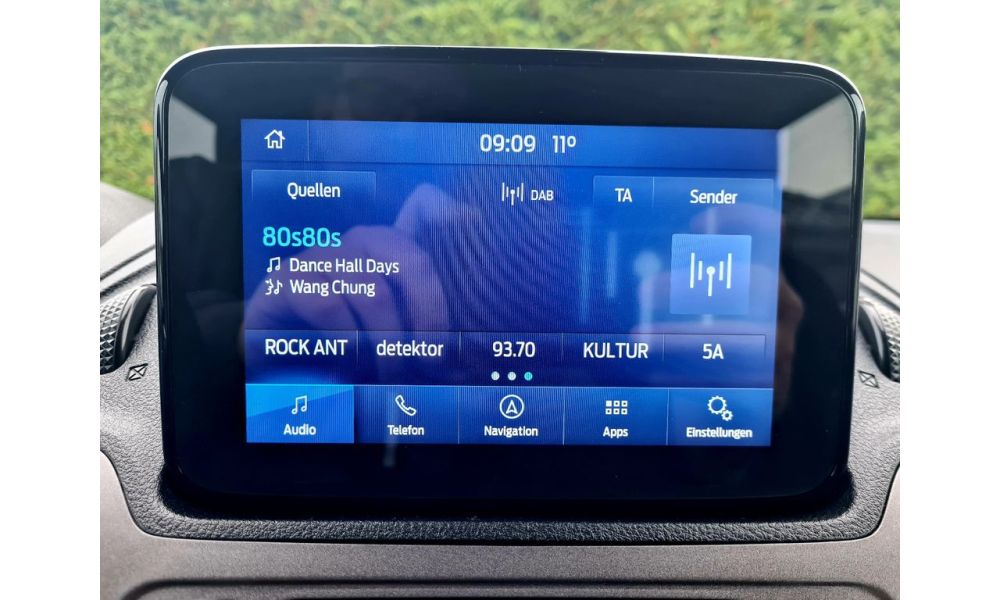 09:09 11°
Quellen DAB TA Sender
80s80s
Dance Hall Days
Wang Chung
ROCK ANT detektor 93.70 KULTUR 5A
Audio Telefon Navigation Apps Einstellungen